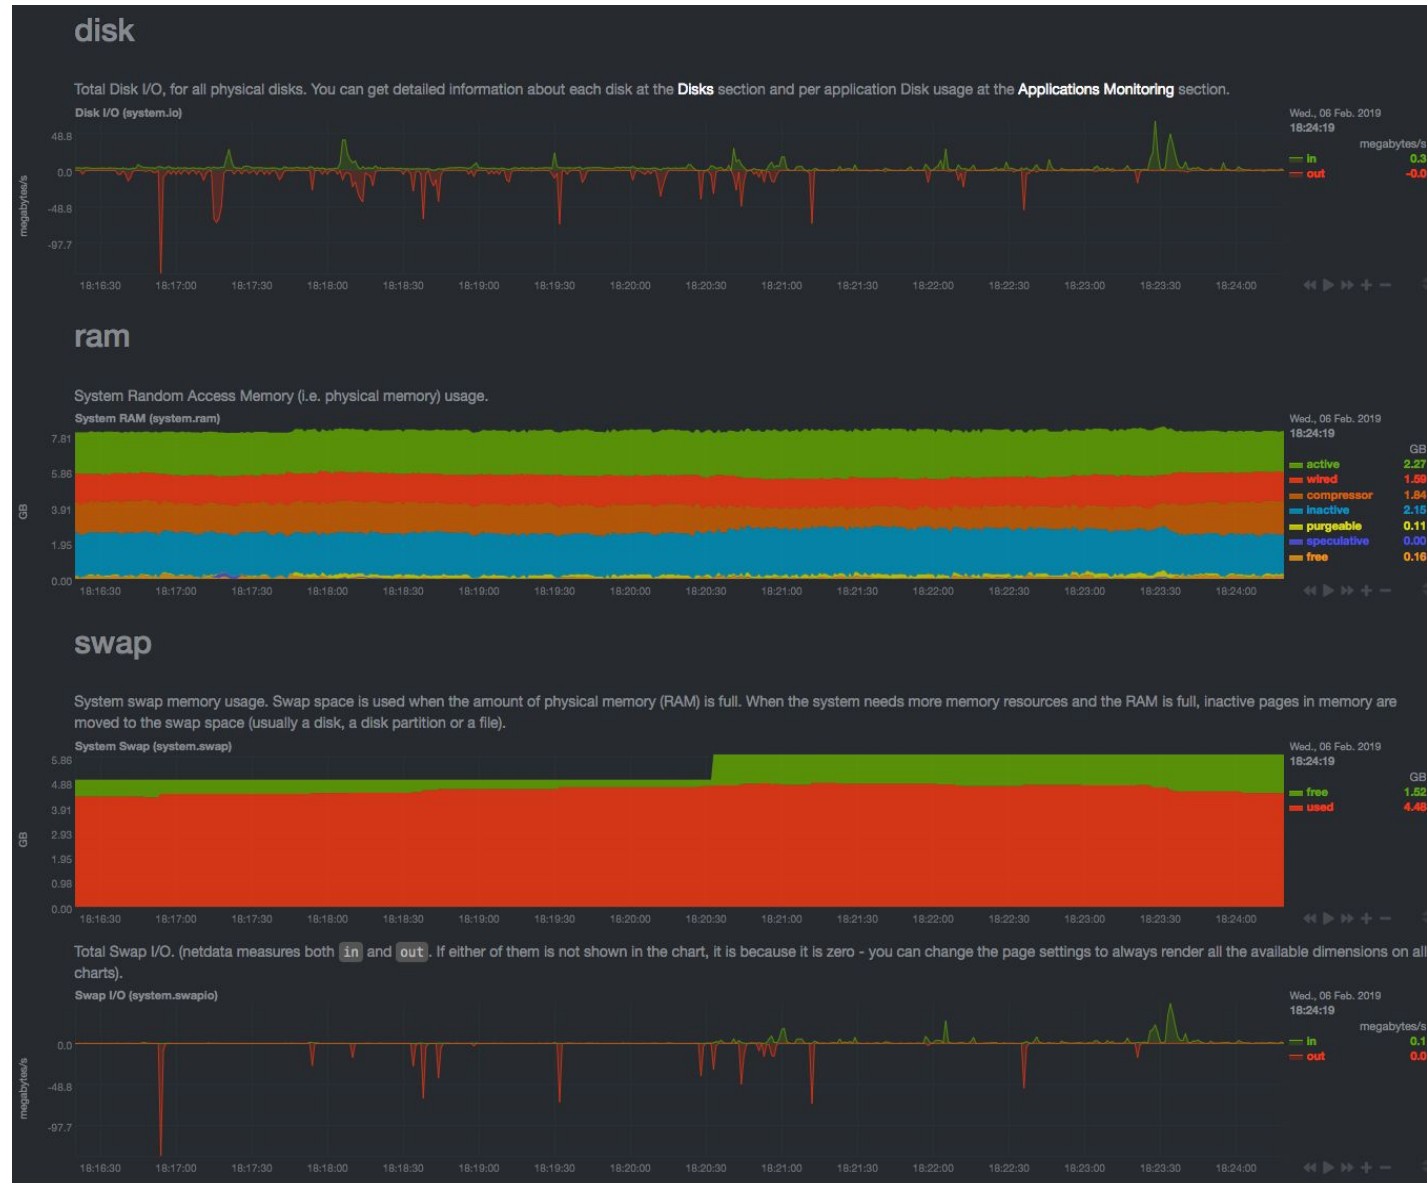 disk
Total Disk I/O, for all physical disks. You can get detailed information about each disk at the Disks section and per application Disk usage at the Applications Monitoring section.
Disk I/O (system.io)
Wed., 06 Feb. 2019
18:24:19
megabytes/s
in 0.3
out -0.0
48.8
0.0
-48.8
-97.7
megabytes/s
18:16:30 18:17:00 18:17:30 18:18:00 18:18:30 18:19:00 18:19:30 18:20:00 18:20:30 18:21:00 18:21:30 18:22:00 18:22:30 18:23:00 18:23:30 18:24:00
ram
System Random Access Memory (i.e. physical memory) usage.
System RAM (system.ram)
Wed., 06 Feb. 2019
18:24:19
GB
active 2.27
wired 1.59
compressor 1.84
inactive 2.15
purgeable 0.11
speculative 0.00
free 0.16
7.81
5.86
3.91
1.95
0.00
GB
18:16:30 18:17:00 18:17:30 18:18:00 18:18:30 18:19:00 18:19:30 18:20:00 18:20:30 18:21:00 18:21:30 18:22:00 18:22:30 18:23:00 18:23:30 18:24:00
swap
System swap memory usage. Swap space is used when the amount of physical memory (RAM) is full. When the system needs more memory resources and the RAM is full, inactive pages in memory are
moved to the swap space (usually a disk, a disk partition or a file).
System Swap (system.swap)
Wed., 06 Feb. 2019
18:24:19
GB
free 1.52
used 4.48
5.86
4.88
3.91
2.93
1.95
0.98
0.00
GB
18:16:30 18:17:00 18:17:30 18:18:00 18:18:30 18:19:00 18:19:30 18:20:00 18:20:30 18:21:00 18:21:30 18:22:00 18:22:30 18:23:00 18:23:30 18:24:00
Total Swap I/O. (netdata measures both in and out. If either of them is not shown in the chart, it is because it is zero - you can change the page settings to always render all the available dimensions on all
charts).
Swap I/O (system.swapio)
Wed., 06 Feb. 2019
18:24:19
megabytes/s
in 0.1
out 0.0
0.0
-48.8
-97.7
megabytes/s
18:16:30 18:17:00 18:17:30 18:18:00 18:18:30 18:19:00 18:19:30 18:20:00 18:20:30 18:21:00 18:21:30 18:22:00 18:22:30 18:23:00 18:23:30 18:24:00